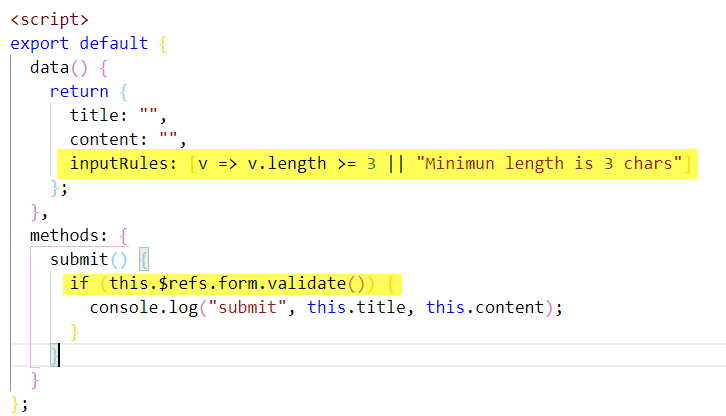 <script>
export default {
data() {
return {
title: "",
content: "",
inputRules: [v => v.length >= 3 || "Minimun length is 3 chars"]
};
},
methods: {
submit() {
if (this.$refs.form.validate()) {
console.log("submit", this.title, this.content);
}
}
}
};